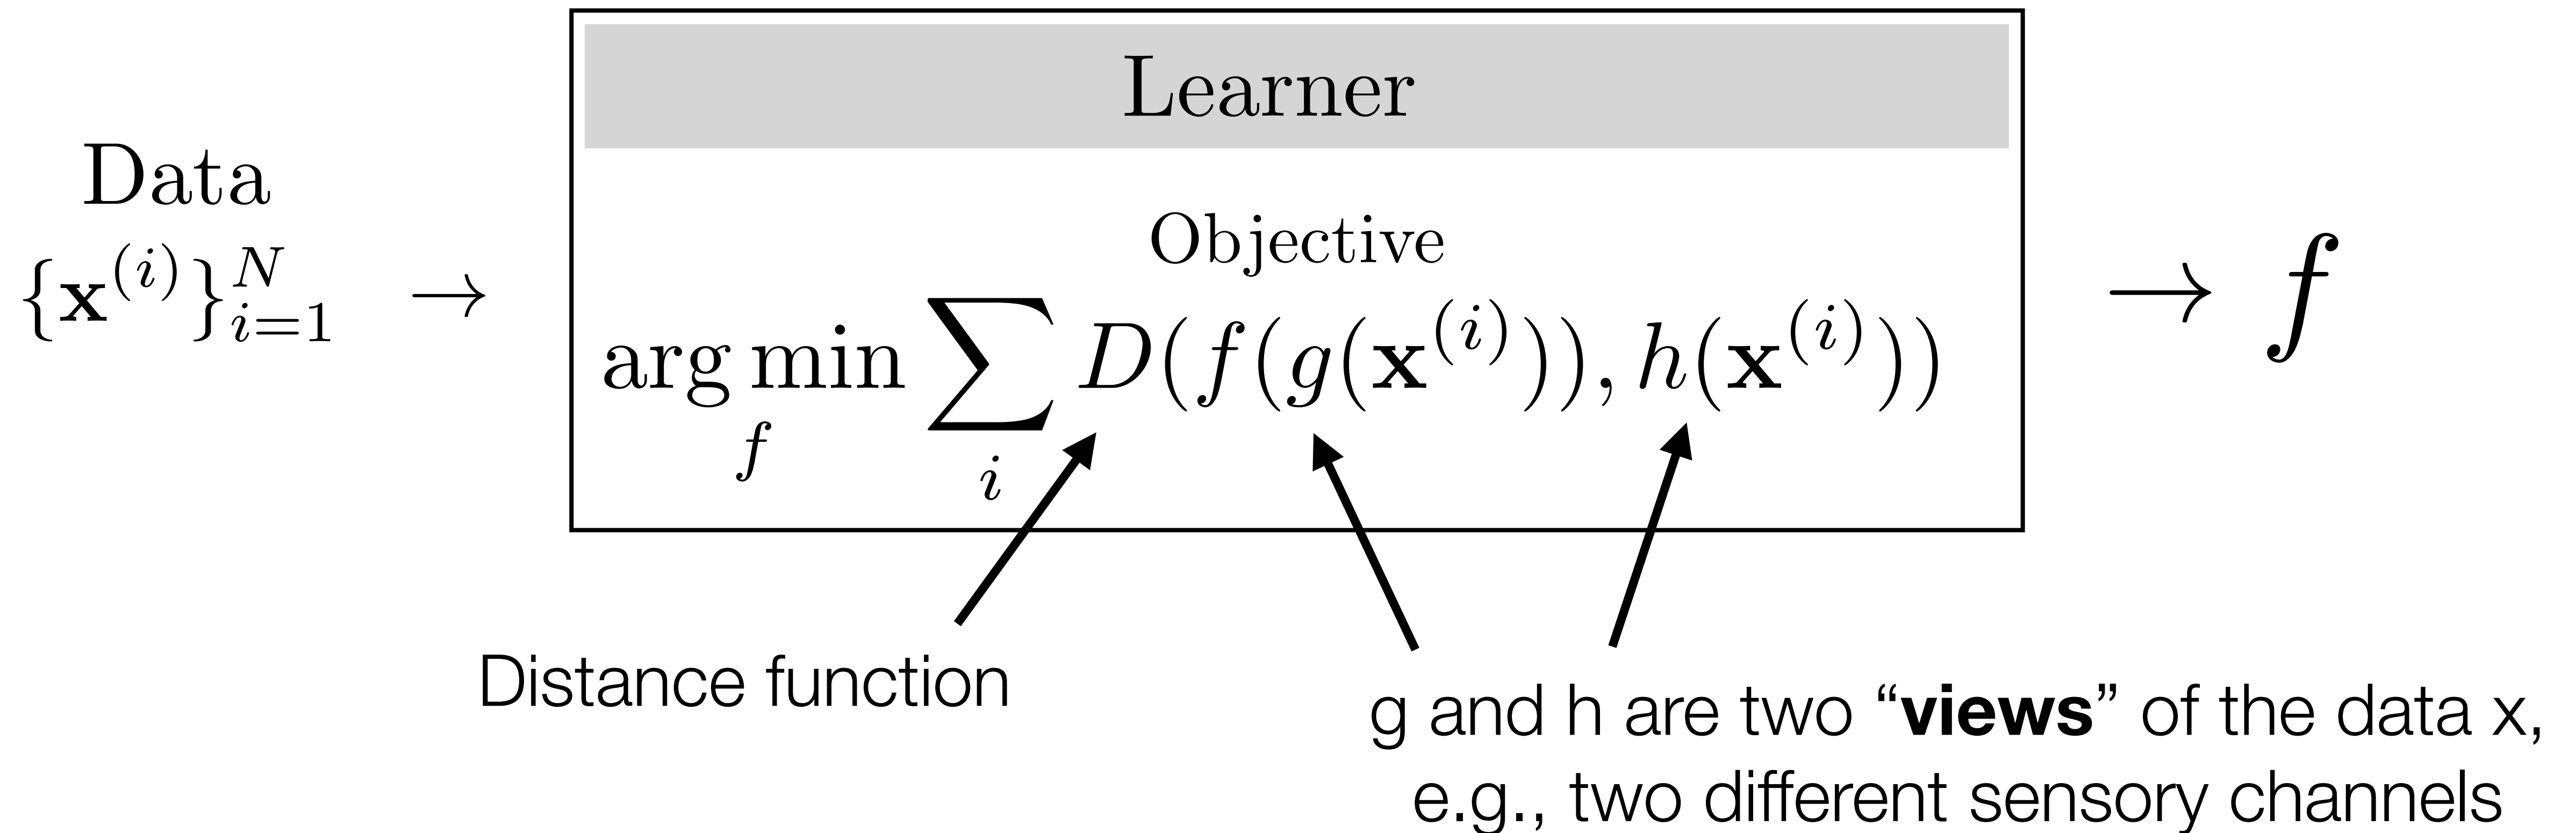 Data
{x^(i)}_{i=1}^N →
Learner
Objective
arg min_f ∑_i D(f(g(x^(i))), h(x^(i)))
→ f
Distance function
g and h are two “views” of the data x,
e.g., two different sensory channels